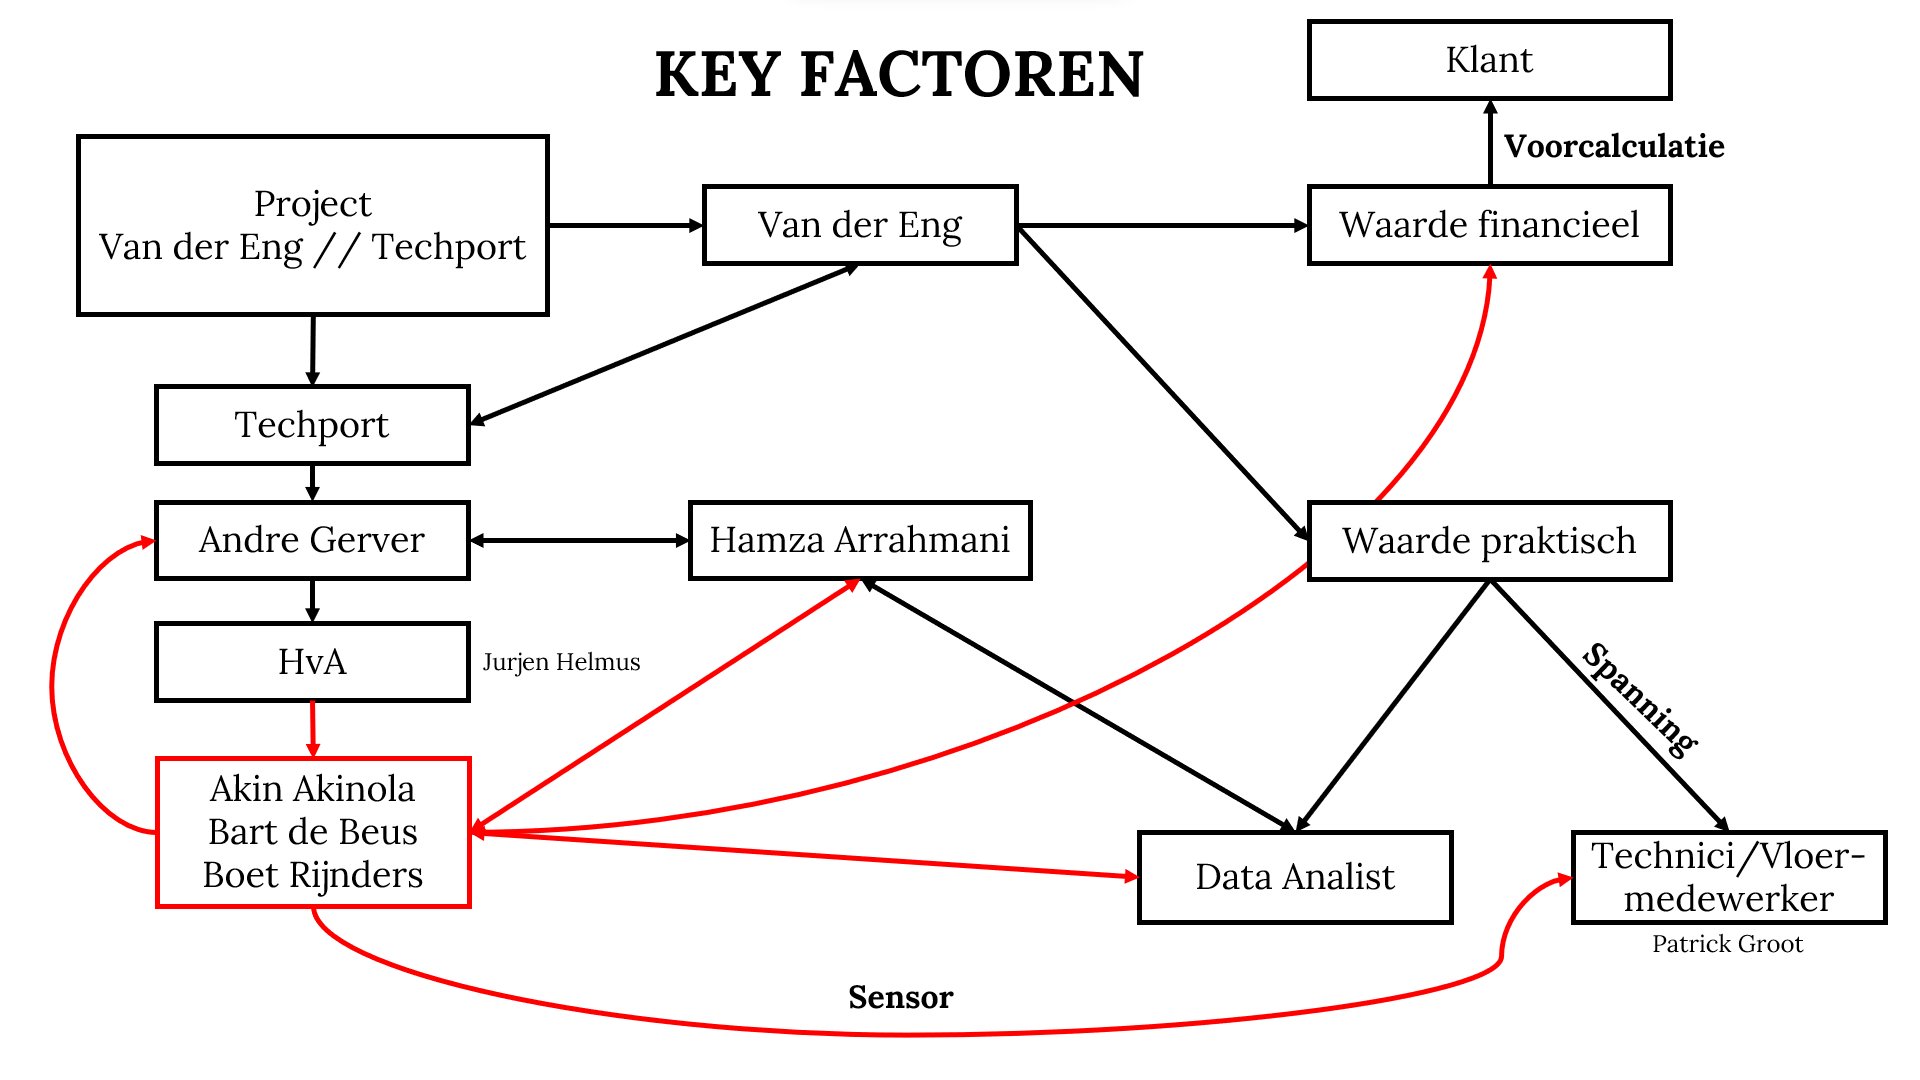 KEY FACTOREN
Klant
Voorcalculatie
Project
Van der Eng // Techport
Van der Eng
Waarde financieel
Techport
Andre Gerver
Hamza Arrahmani
Waarde praktisch
HvA
Jurjen Helmus
Spanning
Akin Akinola
Bart de Beus
Boet Rijnders
Data Analist
Technici/Vloer-
medewerker
Patrick Groot
Sensor